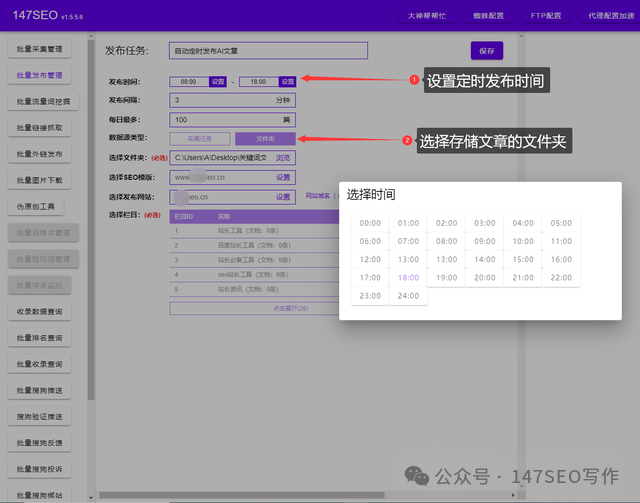 147SEO v1.5.5.6
大神帮帮忙 蜘蛛配置 FTP配置 代理配置加速
批量采集管理
批量发布管理
批量流量词挖掘
批量链接抓取
批量外链发布
批量图片下载
伪原创工具
批量自媒体管理
批量短视频管理
批量排名监控
收录数据查询
批量排名查询
批量收录查询
批量搜狗推送
搜狗验证推送
批量搜狗反馈
批量搜狗投诉
批量搜狗绑站
发布任务: 自动定时发布AI文章 保存
发布时间: 00:00 设置 - 18:00 设置
1 设置定时发布时间
发布间隔: 3 分钟
每日最多: 100 篇
数据源类型: 采集任务 文件夹
2 选择存储文章的文件夹
选择文件夹: (必选) C:\Users\A\Desktop\关键词文 浏览
选择SEO模版: www. eo.cn 设置
选择发布网站: eo.cn 设置 网站域名（
选择栏目: (必选) 栏目ID 名称
1 站长工具（文档：0条）
2 百度站长工具（文档：0条）
3 站长必备工具（文档：0条）
4 seo站长工具（文档：0条）
5 站长资讯（文档：0条）
点击展开(28)
选择时间
00:00 01:00 02:00 03:00 04:00 05:00
06:00 07:00 08:00 09:00 10:00 11:00
12:00 13:00 13:00 14:00 15:00 16:00
17:00 18:00 19:00 20:00 21:00 22:00
23:00 24:00
公众号 · 147SEO写作